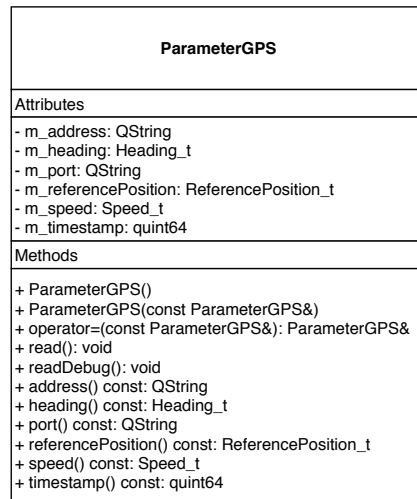 ParameterGPS
Attributes
- m_address: QString
- m_heading: Heading_t
- m_port: QString
- m_referencePosition: ReferencePosition_t
- m_speed: Speed_t
- m_timestamp: quint64
Methods
+ ParameterGPS()
+ ParameterGPS(const ParameterGPS&)
+ operator=(const ParameterGPS&): ParameterGPS&
+ read(): void
+ readDebug(): void
+ address() const: QString
+ heading() const: Heading_t
+ port() const: QString
+ referencePosition() const: ReferencePosition_t
+ speed() const: Speed_t
+ timestamp() const: quint64